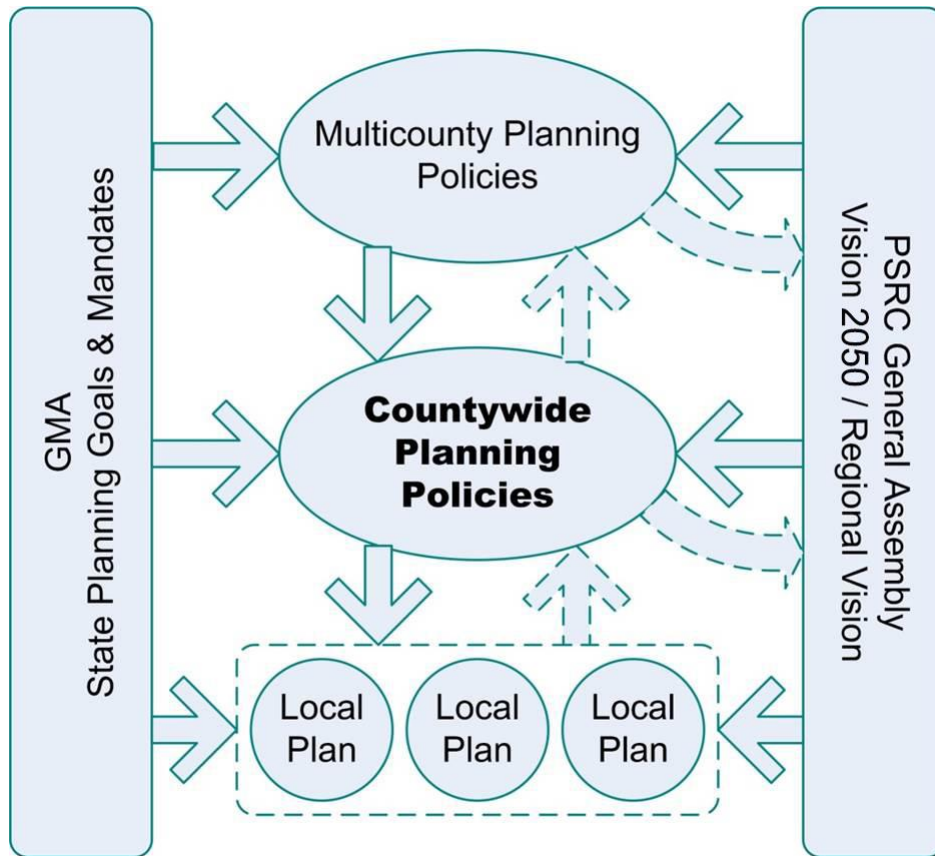 GMA
State Planning Goals & Mandates
Multicounty Planning
Policies
Countywide
Planning
Policies
Local
Plan
Local
Plan
Local
Plan
PSRC General Assembly
Vision 2050 / Regional Vision